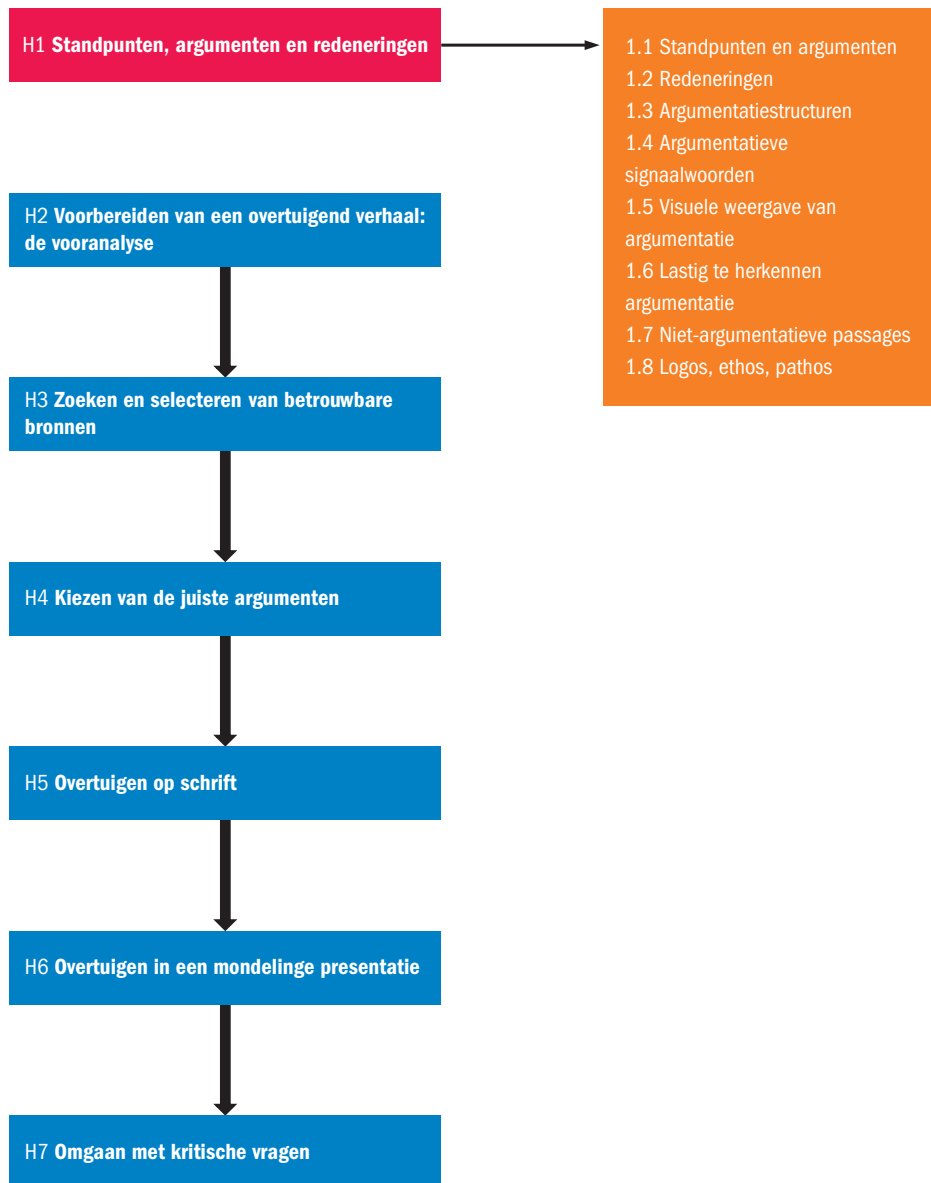 H1 Standpunten, argumenten en redeneringen
1.1 Standpunten en argumenten
1.2 Redeneringen
1.3 Argumentatiestructuren
1.4 Argumentatieve
signaalwoorden
1.5 Visuele weergave van
argumentatie
1.6 Lastig te herkennen
argumentatie
1.7 Niet-argumentatieve passages
1.8 Logos, ethos, pathos
H2 Voorbereiden van een overtuigend verhaal:
de vooranalyse
H3 Zoeken en selecteren van betrouwbare
bronnen
H4 Kiezen van de juiste argumenten
H5 Overtuigen op schrift
H6 Overtuigen in een mondelinge presentatie
H7 Omgaan met kritische vragen